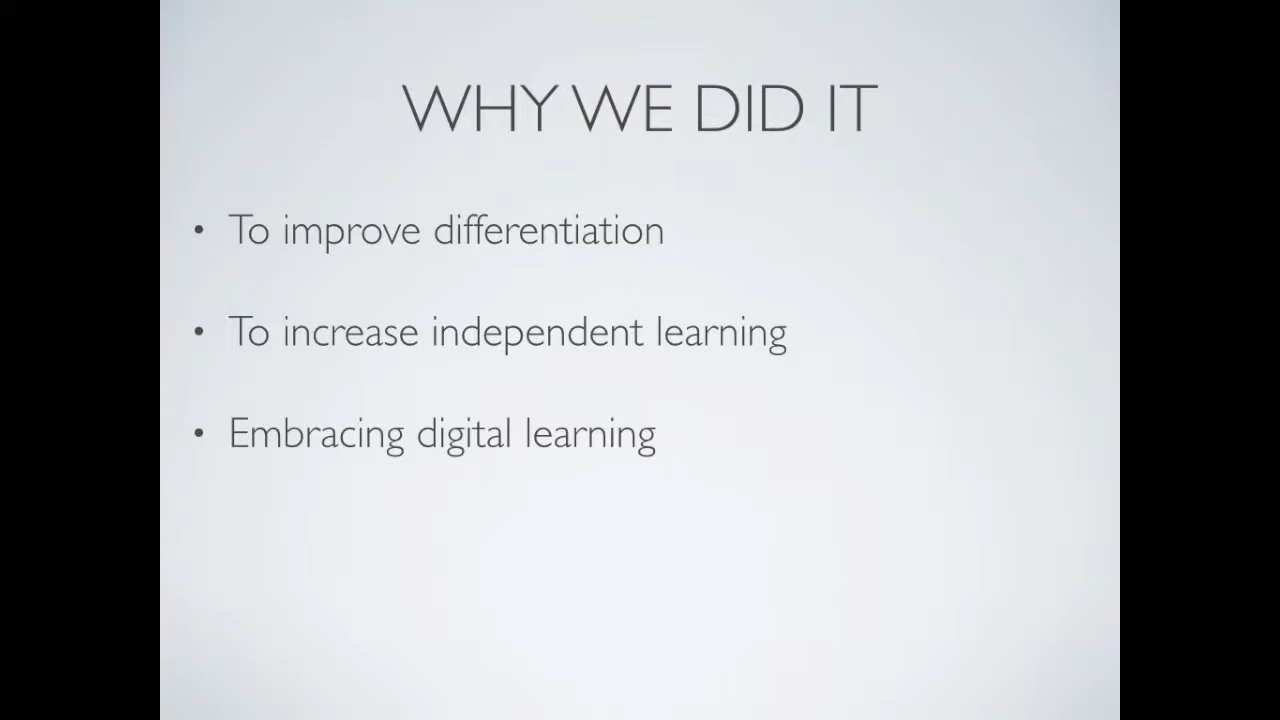 WHY WE DID IT
• To improve differentiation
• To increase independent learning
• Embracing digital learning